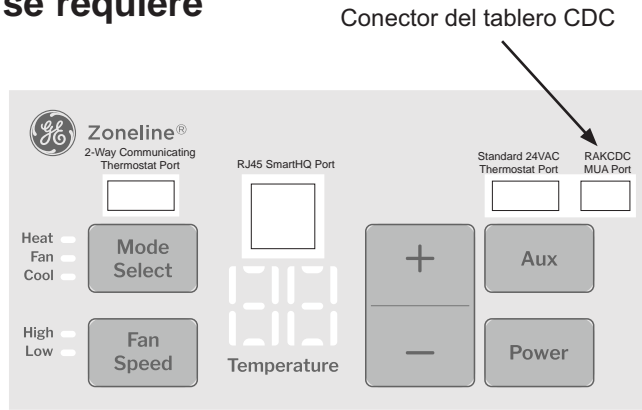 se requiere
Conector del tablero CDC
GE
Zoneline®
2-Way Communicating
Thermostat Port
RJ45 SmartHQ Port
Standard 24VAC
Thermostat Port
RAKCDC
MUA Port
Heat
Fan
Cool
Mode
Select
+
Aux
High
Low
Fan
Speed
Temperature
–
Power